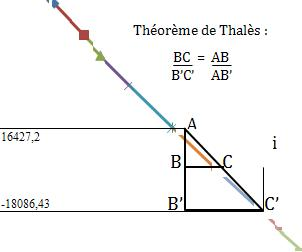 Théorème de Thalès :
BC = AB
B'C' AB'
A
16427,2
i
B
C
-18086,43
B'
C'